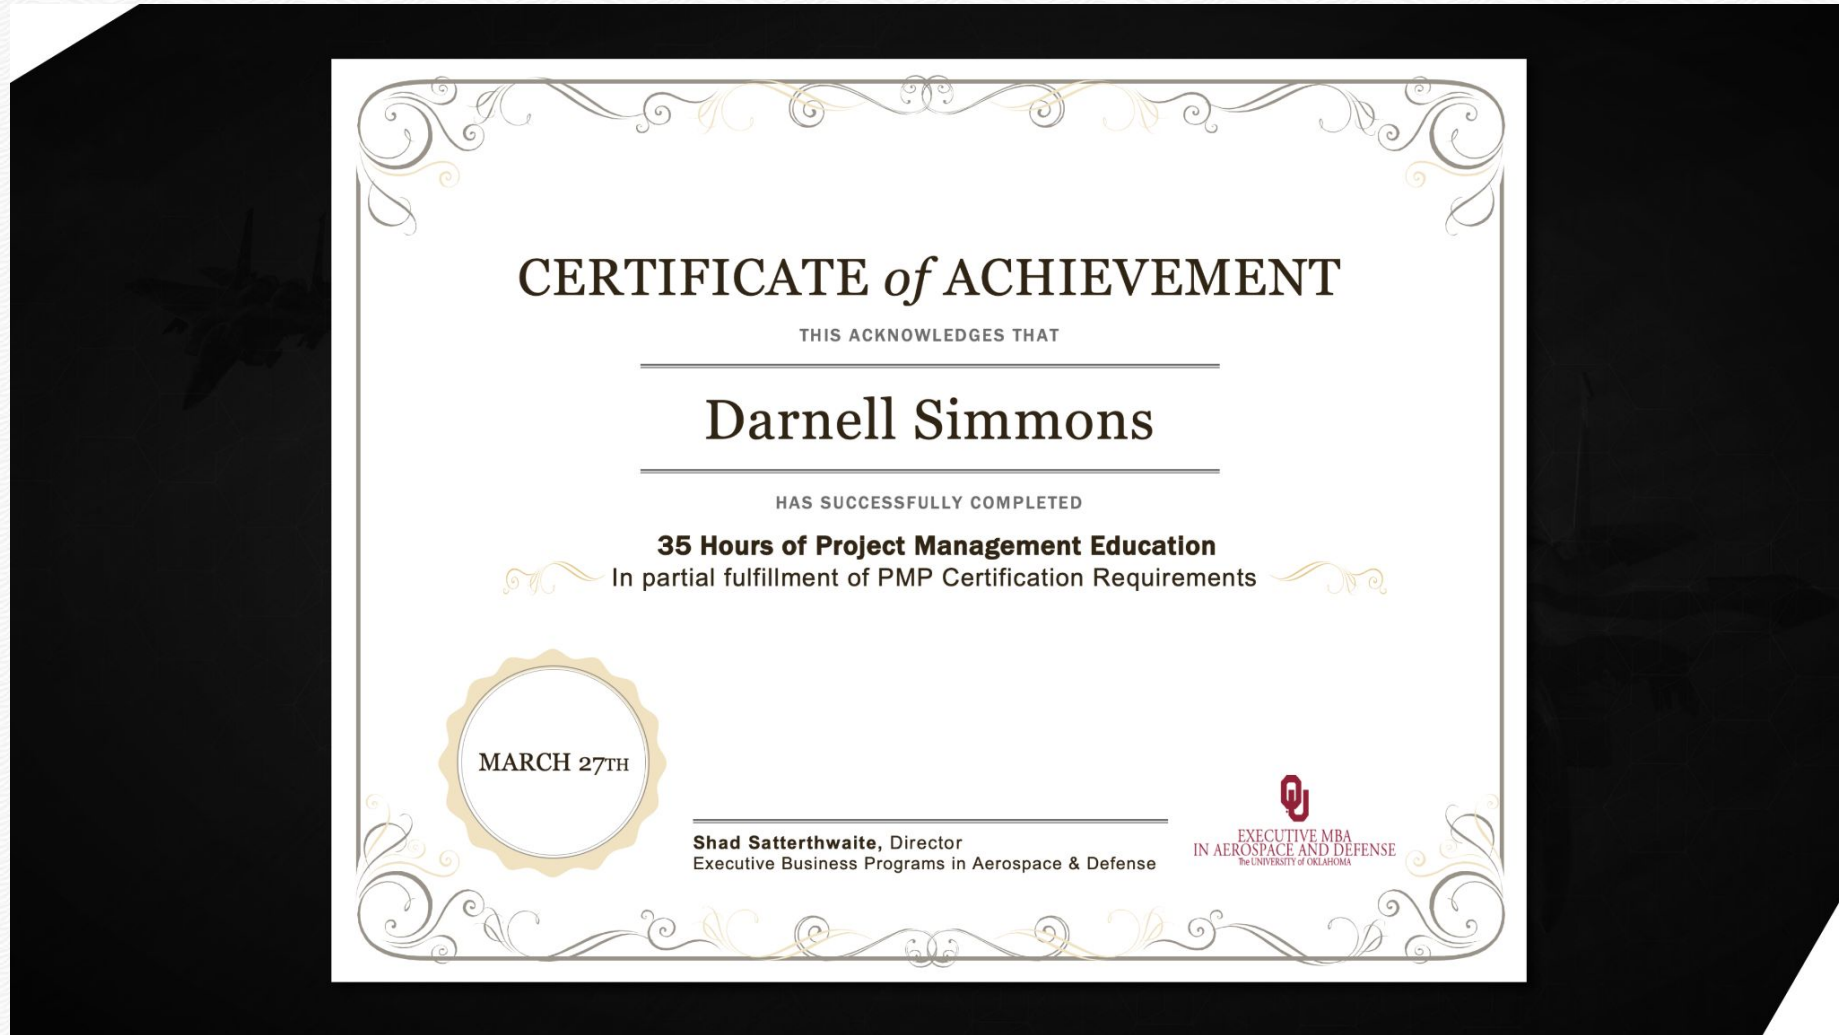 CERTIFICATE of ACHIEVEMENT
THIS ACKNOWLEDGES THAT
Darnell Simmons
HAS SUCCESSFULLY COMPLETED
35 Hours of Project Management Education
In partial fulfillment of PMP Certification Requirements
MARCH 27TH
Shad Satterthwaite, Director
Executive Business Programs in Aerospace & Defense
OU
EXECUTIVE MBA
IN AEROSPACE AND DEFENSE
The UNIVERSITY of OKLAHOMA